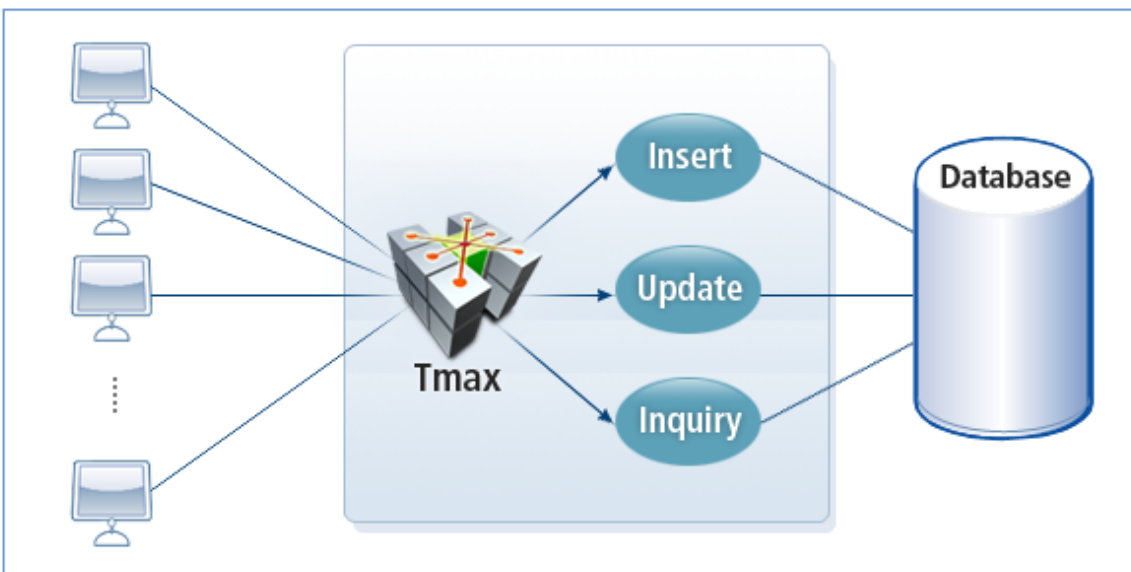 Insert
Database
Update
Tmax
Inquiry